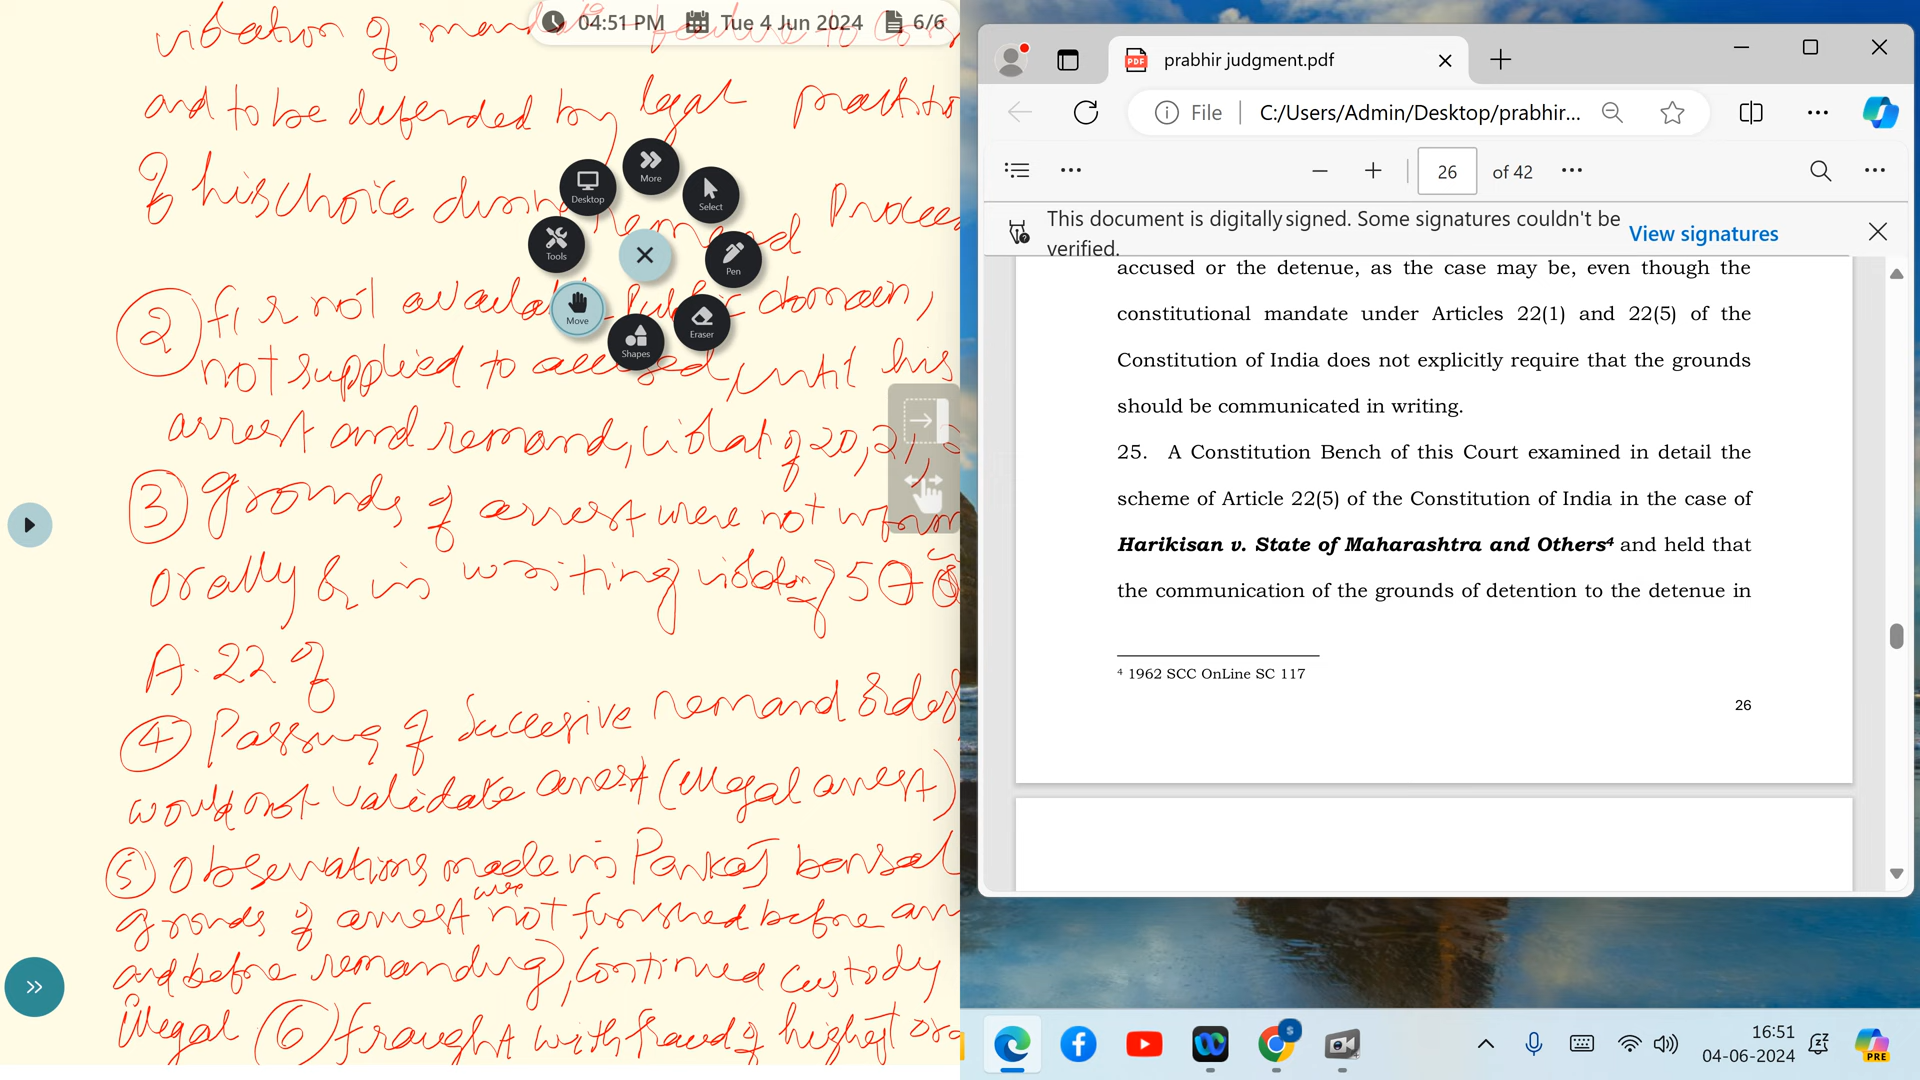 04:51 PM Tue 4 Jun 2024 6/6
and to be defended by legal
of his choice
More
Desktop
Select
Tools
Pen
Move
Eraser
Shapes
2 not domain,
not supplied to accused, until his
arrest and remand, 20, 21,
3 grounds of arrest were not
orally & in writing 50
A. 22 of
4 Passing of Successive remand
would not validate arrest (illegal arrest)
5 Observations made in Pankaj bansal
were
grounds of arrest not furnished before
and before remanding), Continued custody
illegal 6 fraught with fraud of highest
prabhir judgment.pdf
File C:/Users/Admin/Desktop/prabhir...
26 of 42
This document is digitally signed. Some signatures couldn't be
verified.
View signatures
accused or the detenue, as the case may be, even though the
constitutional mandate under Articles 22(1) and 22(5) of the
Constitution of India does not explicitly require that the grounds
should be communicated in writing.
25. A Constitution Bench of this Court examined in detail the
scheme of Article 22(5) of the Constitution of India in the case of
Harikisan v. State of Maharashtra and Others⁴ and held that
the communication of the grounds of detention to the detenue in
⁴ 1962 SCC OnLine SC 117
26
16:51
04-06-2024
PRE